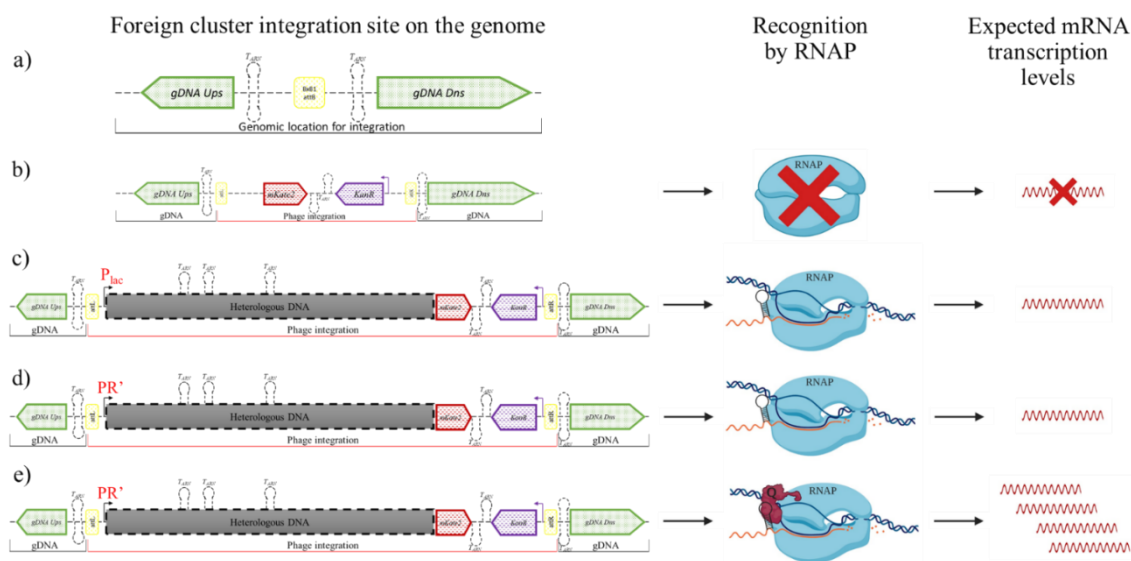 Foreign cluster integration site on the genome
Recognition
by RNAP
Expected mRNA
transcription
levels
a)
gDNA Ups
BxB1
attB
gDNA Dns
Genomic location for integration
b)
gDNA Ups
mKate2
KanR
gDNA Dns
gDNA
Phage integration
gDNA
RNAP
c)
P_lac
gDNA Ups
attL
Heterologous DNA
mKate2
KanR
attR
gDNA Dns
gDNA
Phage integration
gDNA
RNAP
d)
PR’
gDNA Ups
attL
Heterologous DNA
mKate2
KanR
attR
gDNA Dns
gDNA
Phage integration
gDNA
RNAP
e)
PR’
gDNA Ups
attL
Heterologous DNA
mKate2
KanR
attR
gDNA Dns
gDNA
Phage integration
gDNA
Q
RNAP